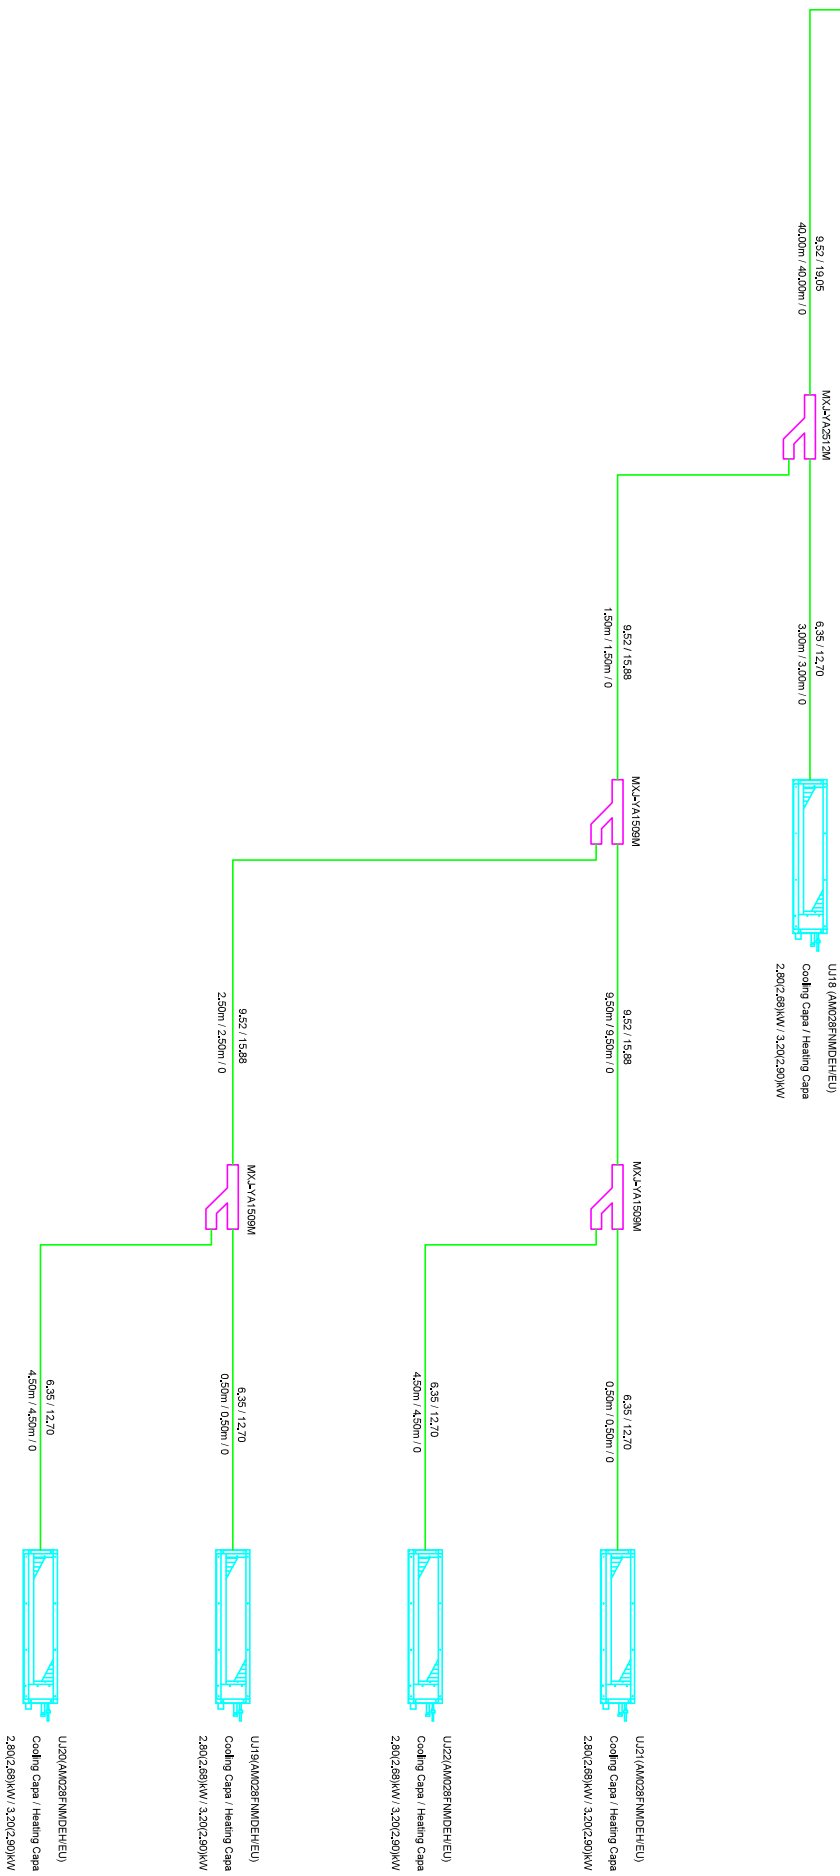 9.52 / 19.05
40.00m / 40.00m / 0
MXJ-YA2512M
6.35 / 12.70
3.00m / 3.00m / 0
UJ18 (AM028FNMDEH/EU)
Cooling Capa / Heating Capa
2.80(2.68)kW / 3.20(2.90)kW
9.52 / 15.88
1.50m / 1.50m / 0
MXJ-YA1509M
9.52 / 15.88
9.50m / 9.50m / 0
MXJ-YA1509M
6.35 / 12.70
0.50m / 0.50m / 0
UJ21(AM028FNMDEH/EU)
Cooling Capa / Heating Capa
2.80(2.68)kW / 3.20(2.90)kW
6.35 / 12.70
4.50m / 4.50m / 0
UJ22(AM028FNMDEH/EU)
Cooling Capa / Heating Capa
2.80(2.68)kW / 3.20(2.90)kW
9.52 / 15.88
2.50m / 2.50m / 0
MXJ-YA1509M
6.35 / 12.70
0.50m / 0.50m / 0
UJ19(AM028FNMDEH/EU)
Cooling Capa / Heating Capa
2.80(2.68)kW / 3.20(2.90)kW
6.35 / 12.70
4.50m / 4.50m / 0
UJ20(AM028FNMDEH/EU)
Cooling Capa / Heating Capa
2.80(2.68)kW / 3.20(2.90)kW